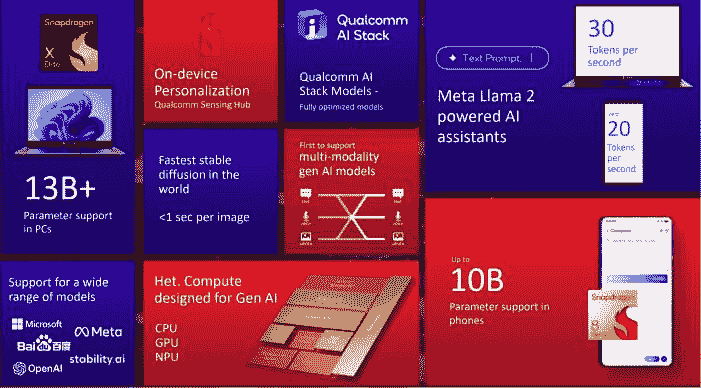 Snapdragon
X
Elite
13B+
Parameter support
in PCs
On-device
Personalization
Qualcomm Sensing Hub
Qualcomm
AI Stack
Qualcomm AI
Stack Models -
Fully optimized models
Fastest stable
diffusion in the
world
<1 sec per image
First to support
multi-modality
gen AI models
Text Prompt
Meta Llama 2
powered AI
assistants
30
Tokens per
second
20
Tokens
per
second
Support for a wide
range of models
Microsoft
Meta
Bai百度
stability.ai
OpenAI
Het. Compute
designed for Gen AI
CPU
GPU
NPU
Up to
10B
Parameter support in
phones
Snapdragon
8